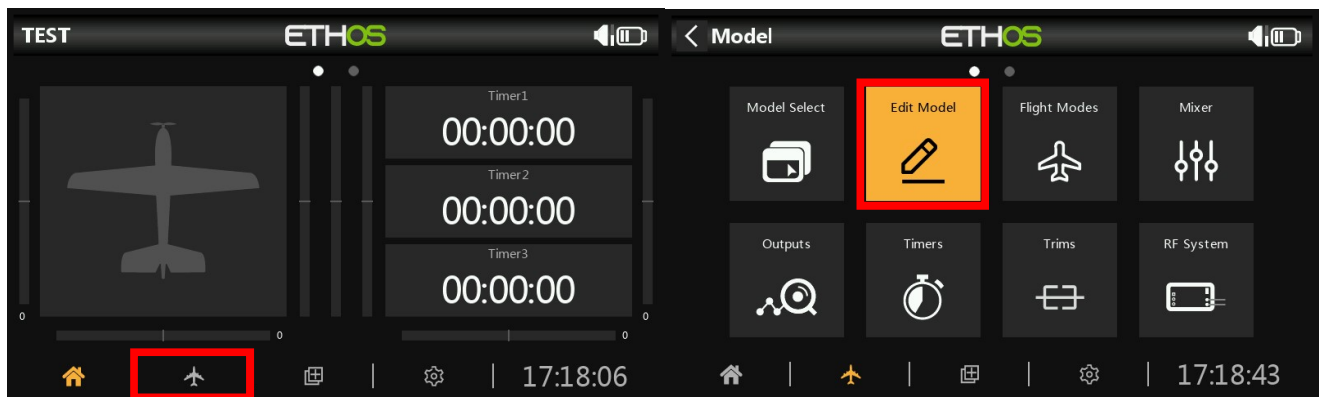 TEST
ETHOS
Timer1
00:00:00
Timer2
00:00:00
Timer3
00:00:00
0
0
0
0
17:18:06
Model
ETHOS
Model Select
Edit Model
Flight Modes
Mixer
Outputs
Timers
Trims
RF System
17:18:43